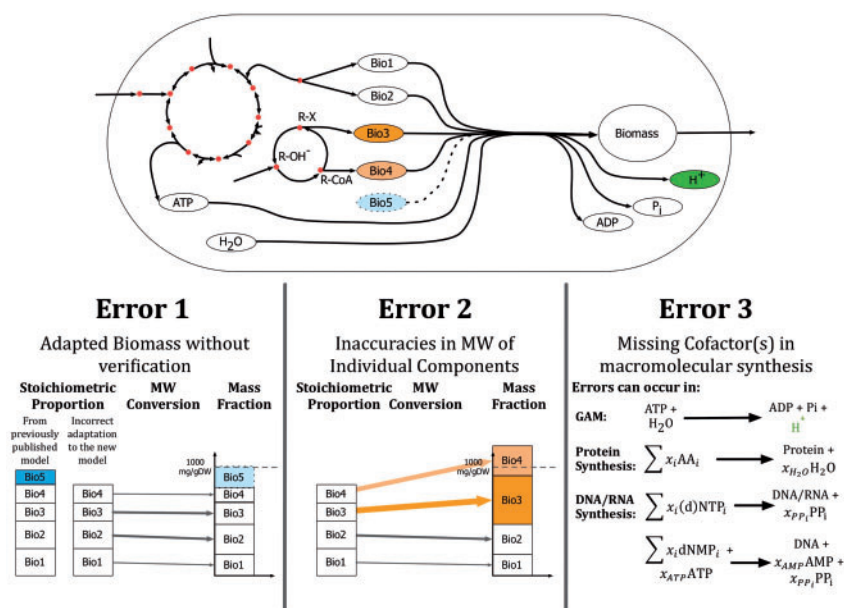 Bio1
Bio2
R-X
Bio3
Biomass
R-OH⁻
R-CoA
Bio4
H⁺
ATP
Bio5
Pᵢ
ADP
H₂O
Error 1
Adapted Biomass without
verification
Stoichiometric
Proportion
MW
Conversion
Mass
Fraction
From
previously
published
model
Incorrect
adaptation
to the new
model
1000
mg/gDW
Bio5
Bio4
Bio3
Bio2
Bio1
Bio4
Bio3
Bio2
Bio1
Bio5
Bio4
Bio3
Bio2
Bio1
Error 2
Inaccuracies in MW of
Individual Components
Stoichiometric
Proportion
MW
Conversion
Mass
Fraction
1000
mg/gDW
Bio4
Bio3
Bio2
Bio1
Bio4
Bio3
Bio2
Bio1
Error 3
Missing Cofactor(s) in
macromolecular synthesis
Errors can occur in:
GAM:
ATP +
H₂O
ADP + Pi +
H⁺
Protein
Synthesis:
∑ xᵢAAᵢ
Protein +
x_{H₂O}H₂O
DNA/RNA
Synthesis:
∑ xᵢ(d)NTPᵢ
DNA/RNA +
x_{PPᵢ}PPᵢ
∑ xᵢdNMPᵢ +
x_{ATP}ATP
DNA +
x_{AMP}AMP +
x_{PPᵢ}PPᵢ